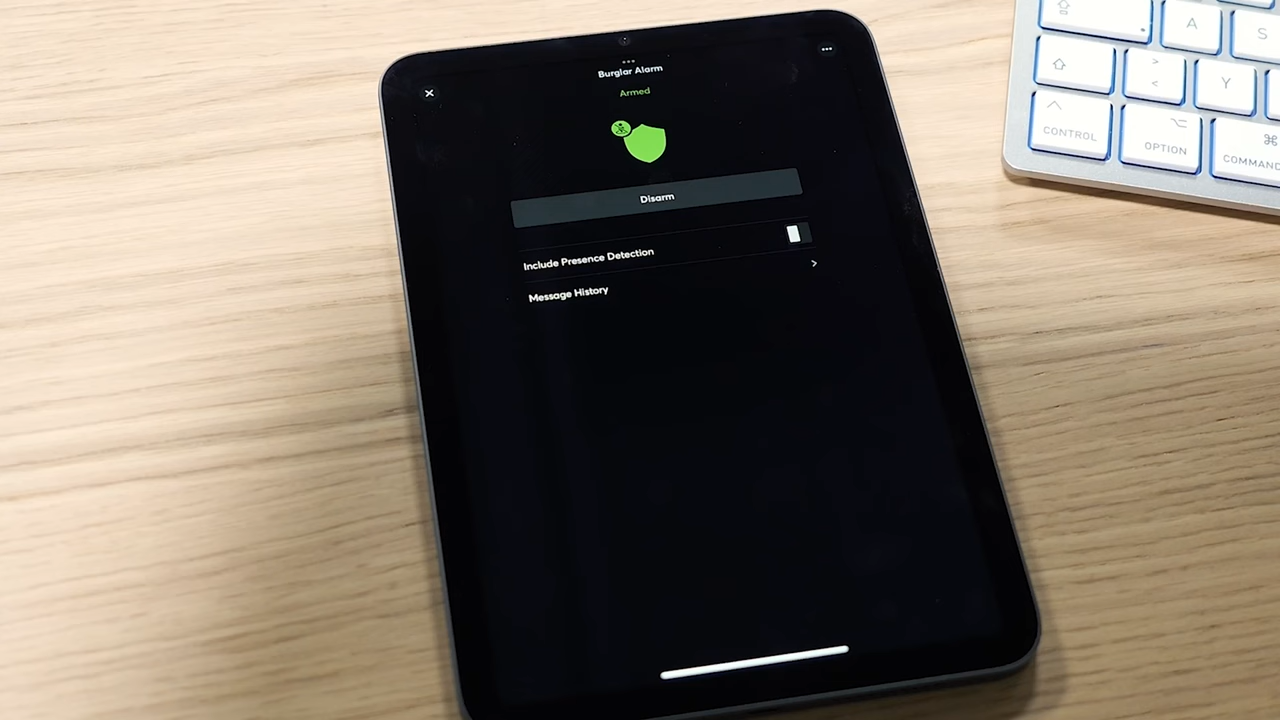 Burglar Alarm
Armed
Disarm
Include Presence Detection
Message History
A
S
>
<
Y
CONTROL
OPTION
⌘
COMMAND